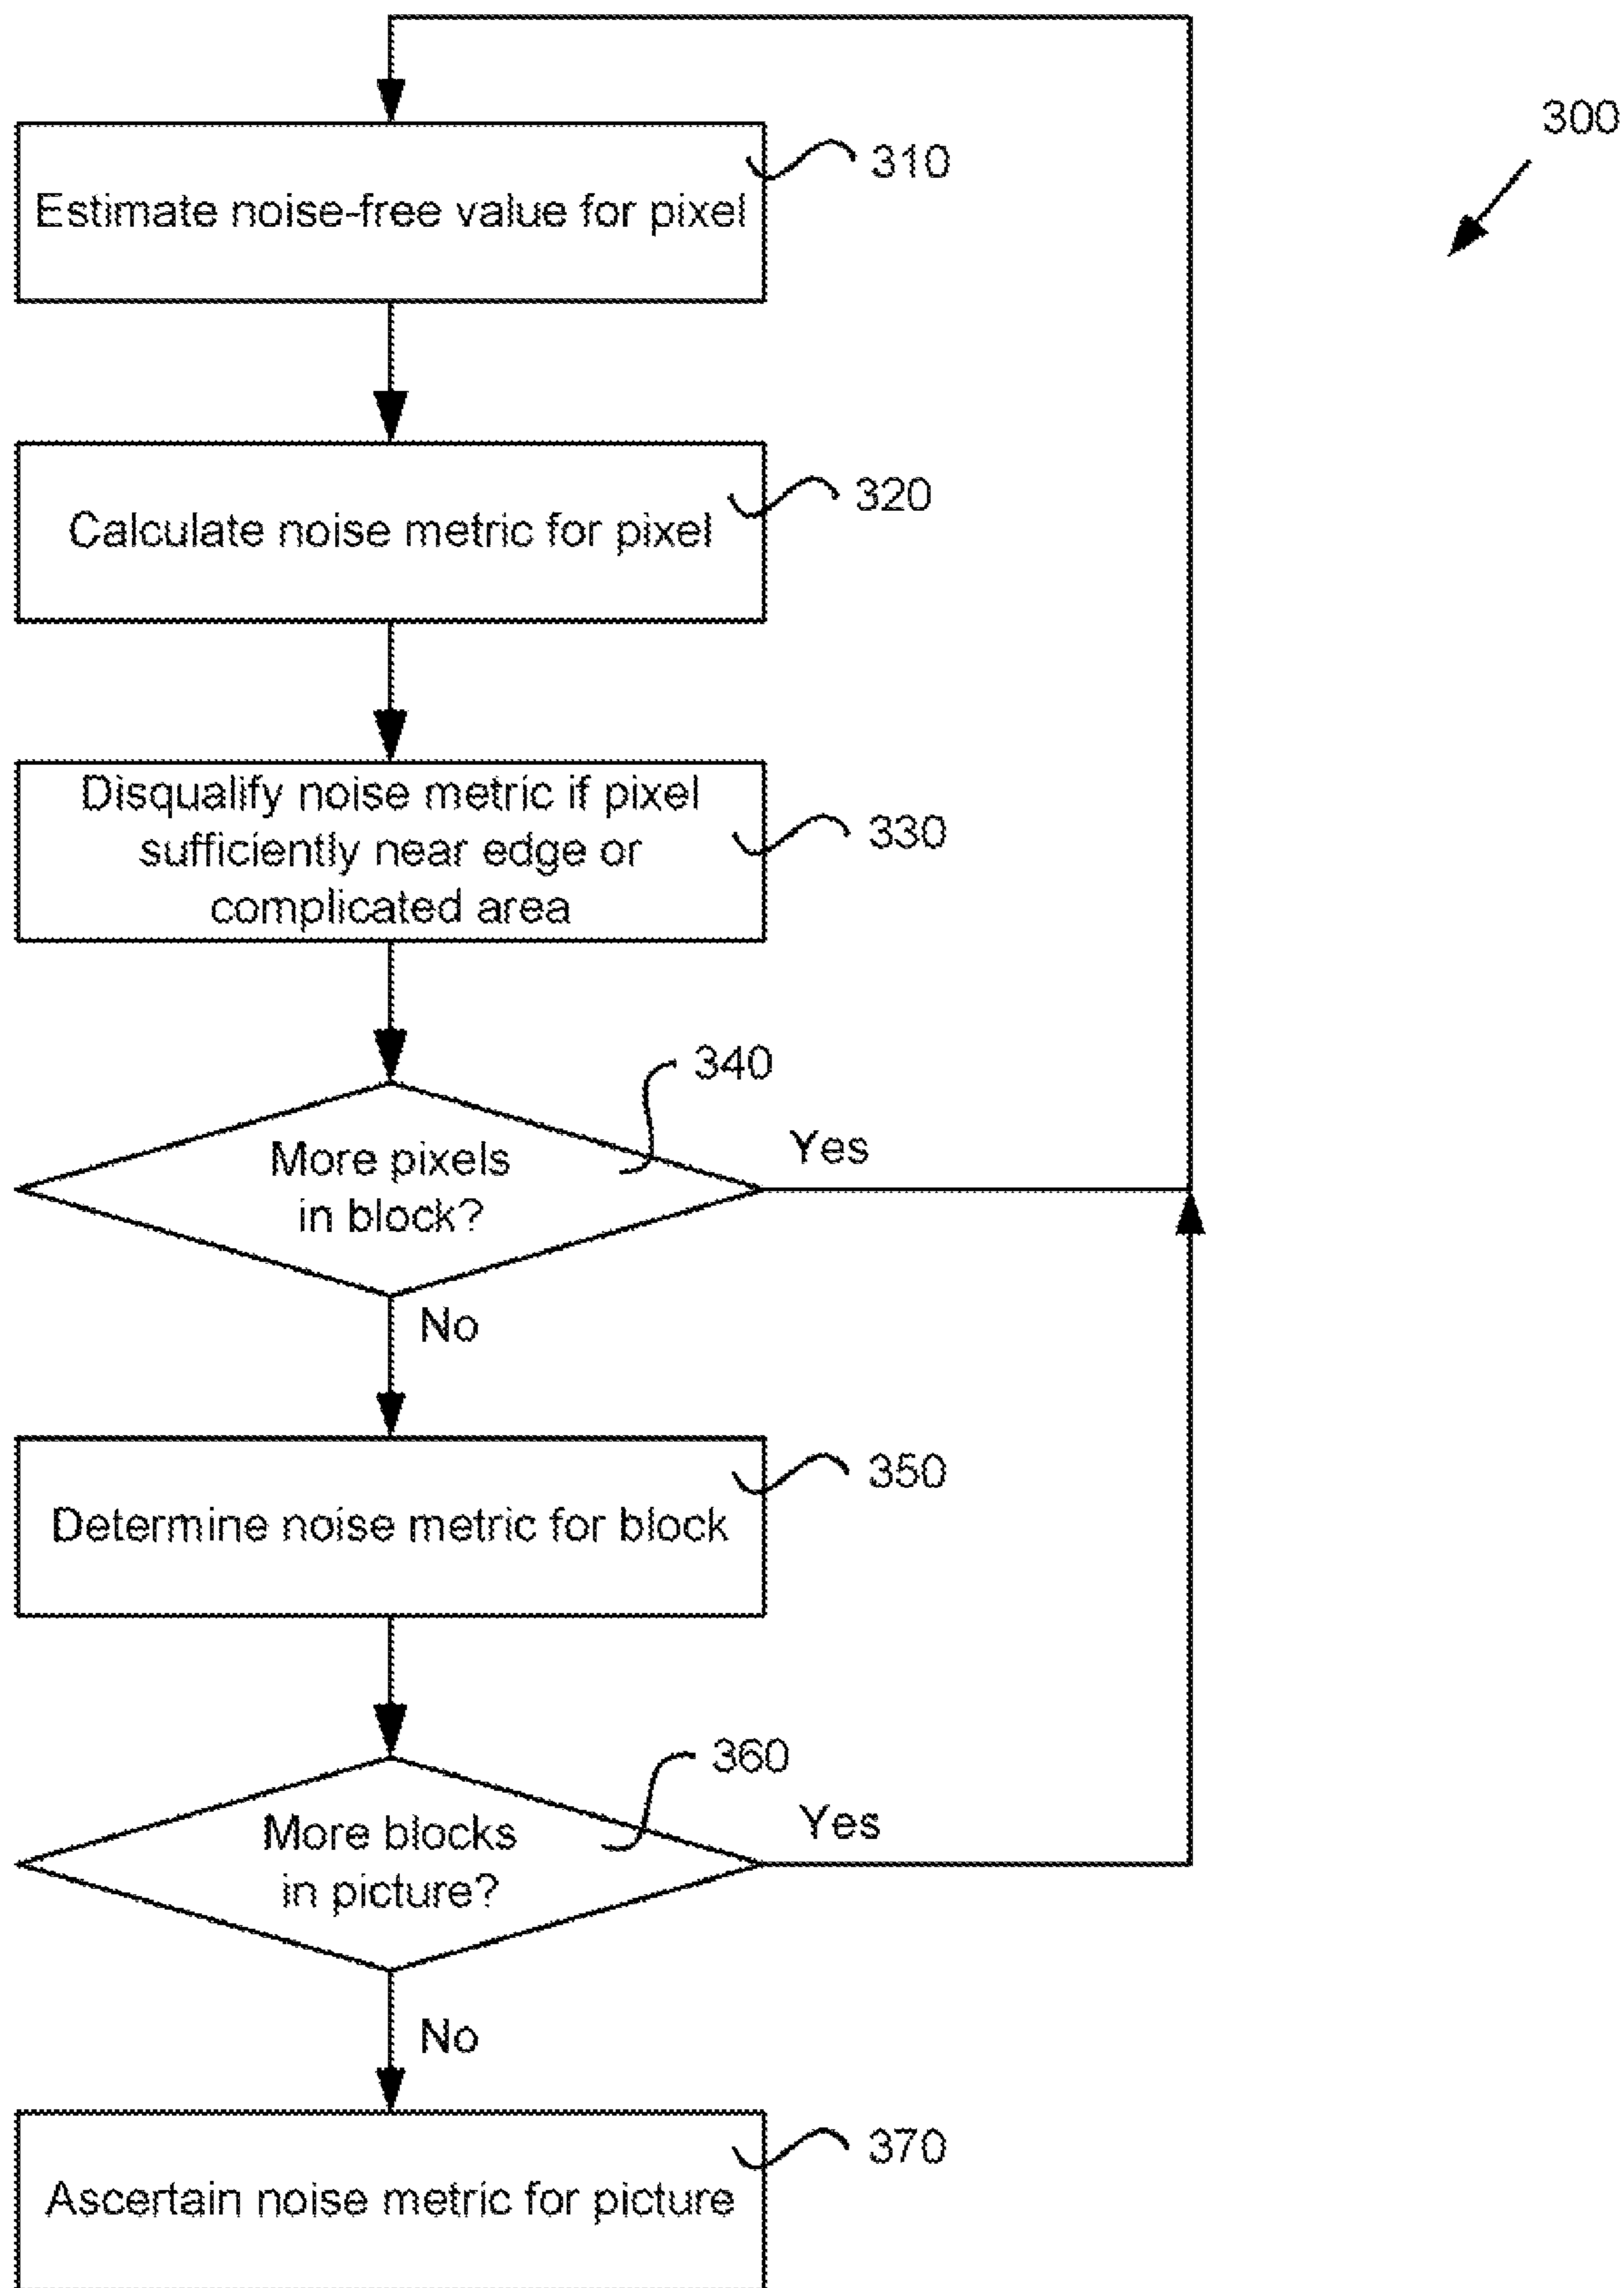 300
310
Estimate noise-free value for pixel
320
Calculate noise metric for pixel
Disqualify noise metric if pixel
sufficiently near edge or
complicated area
330
340
More pixels
in block?
Yes
No
350
Determine noise metric for block
360
More blocks
in picture?
Yes
No
370
Ascertain noise metric for picture